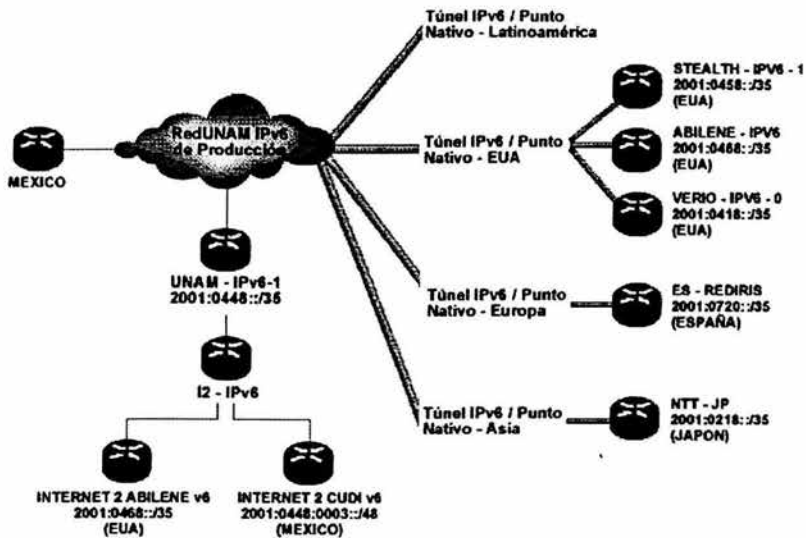 Túnel IPv6 / Punto
Nativo - Latinoamérica
STEALTH - IPV6 - 1
2001:0458::/35
(EUA)
RedUNAM IPv6
de Producción
MEXICO
Túnel IPv6 / Punto
Nativo - EUA
ABILENE - IPV6
2001:0468::/35
(EUA)
VERIO - IPV6 - 0
2001:0418::/35
(EUA)
UNAM - IPv6-1
2001:0448::/35
Túnel IPv6 / Punto
Nativo - Europa
ES - REDIRIS
2001:0720::/35
(ESPAÑA)
I2 - IPv6
Túnel IPv6 / Punto
Nativo - Asia
NTT - JP
2001:0218::/35
(JAPON)
INTERNET 2 ABILENE v6
2001:0468::/35
(EUA)
INTERNET 2 CUDI v6
2001:0448:0003::/48
(MEXICO)